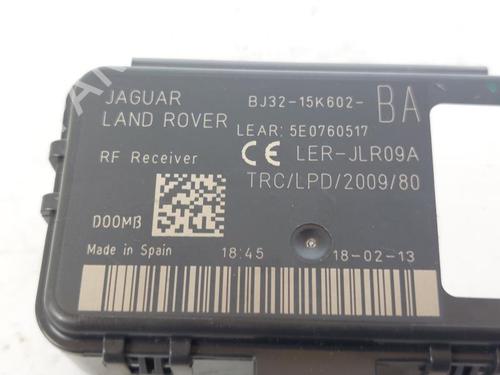 JAGUAR
LAND ROVER
BJ32-15K602-BA
LEAR: 5E0760517
RF Receiver
CE LER-JLR09A
TRC/LPD/2009/80
DOOMß
Made in Spain
18:45
18-02-13